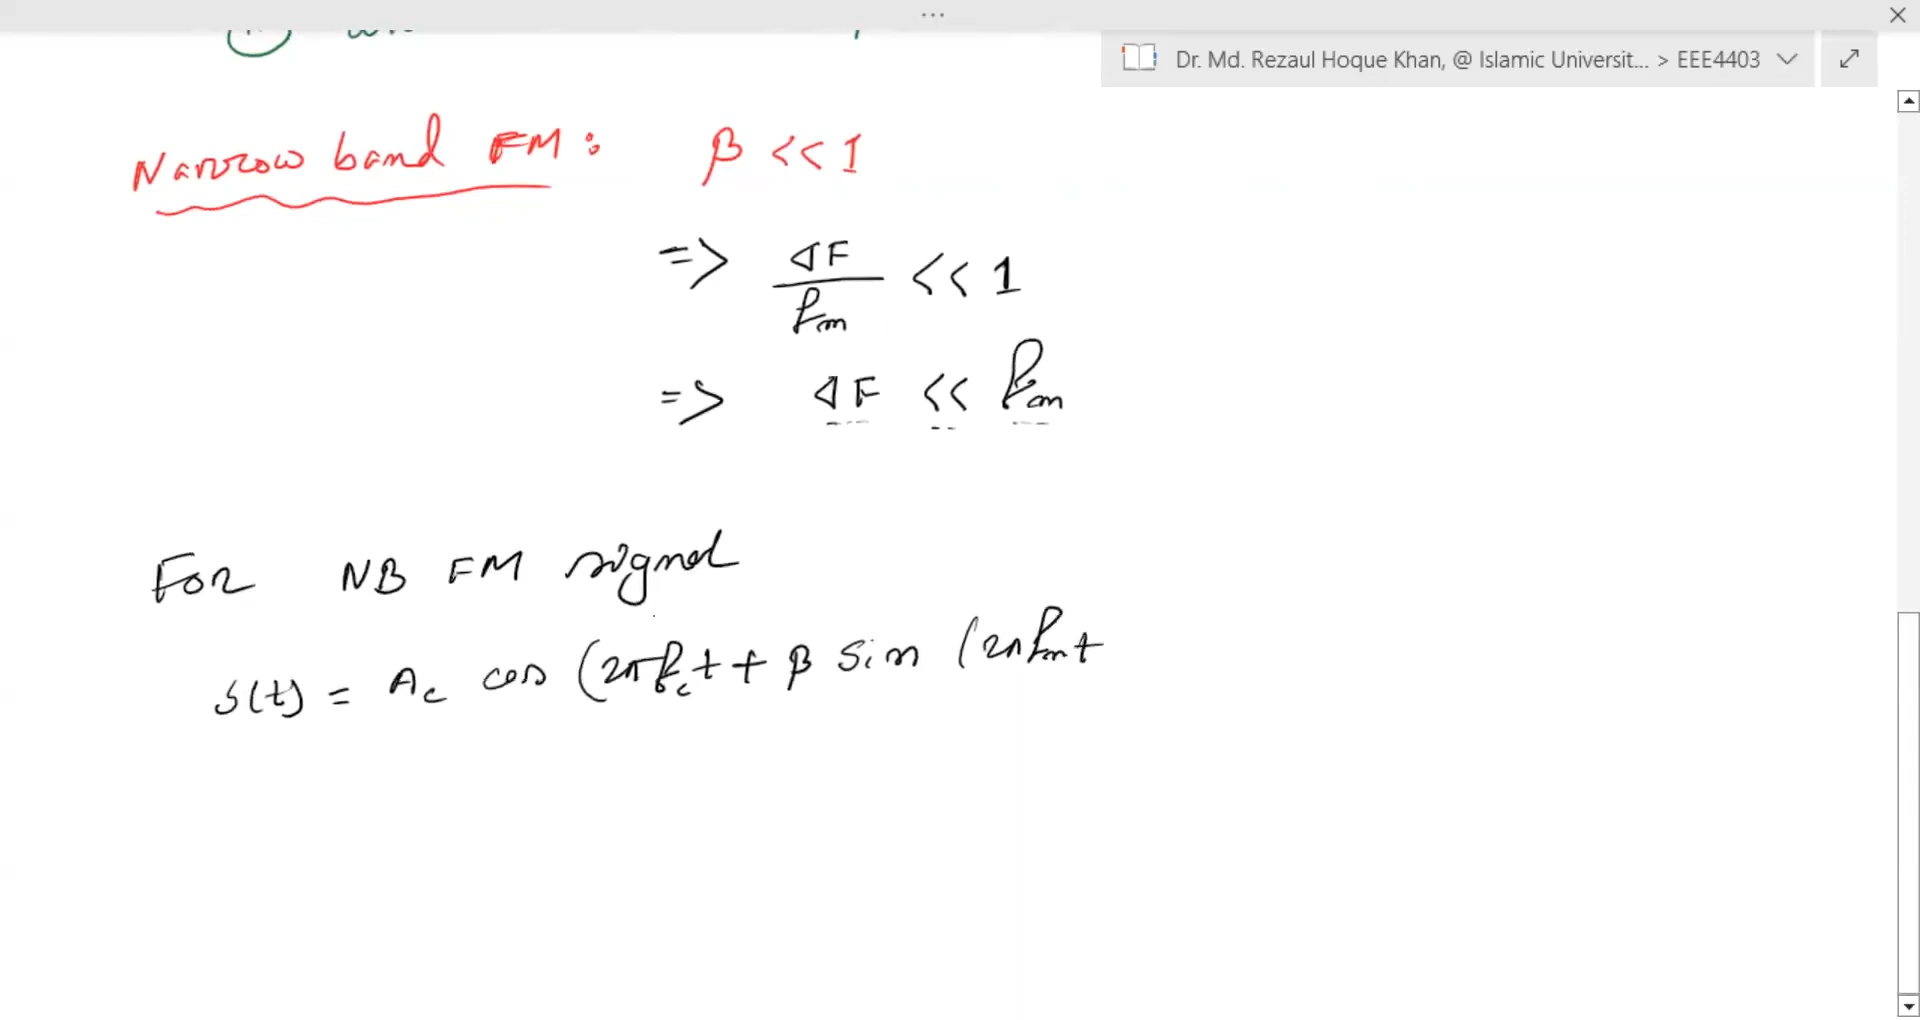 ...
Dr. Md. Rezaul Hoque Khan, @ Islamic Universit... > EEE4403
Narrow band FM: β << 1
=> ΔF/fm << 1
=> ΔF << fm
For NB FM signal
S(t) = Ac cos (2πfct + β Sin (2πfmt